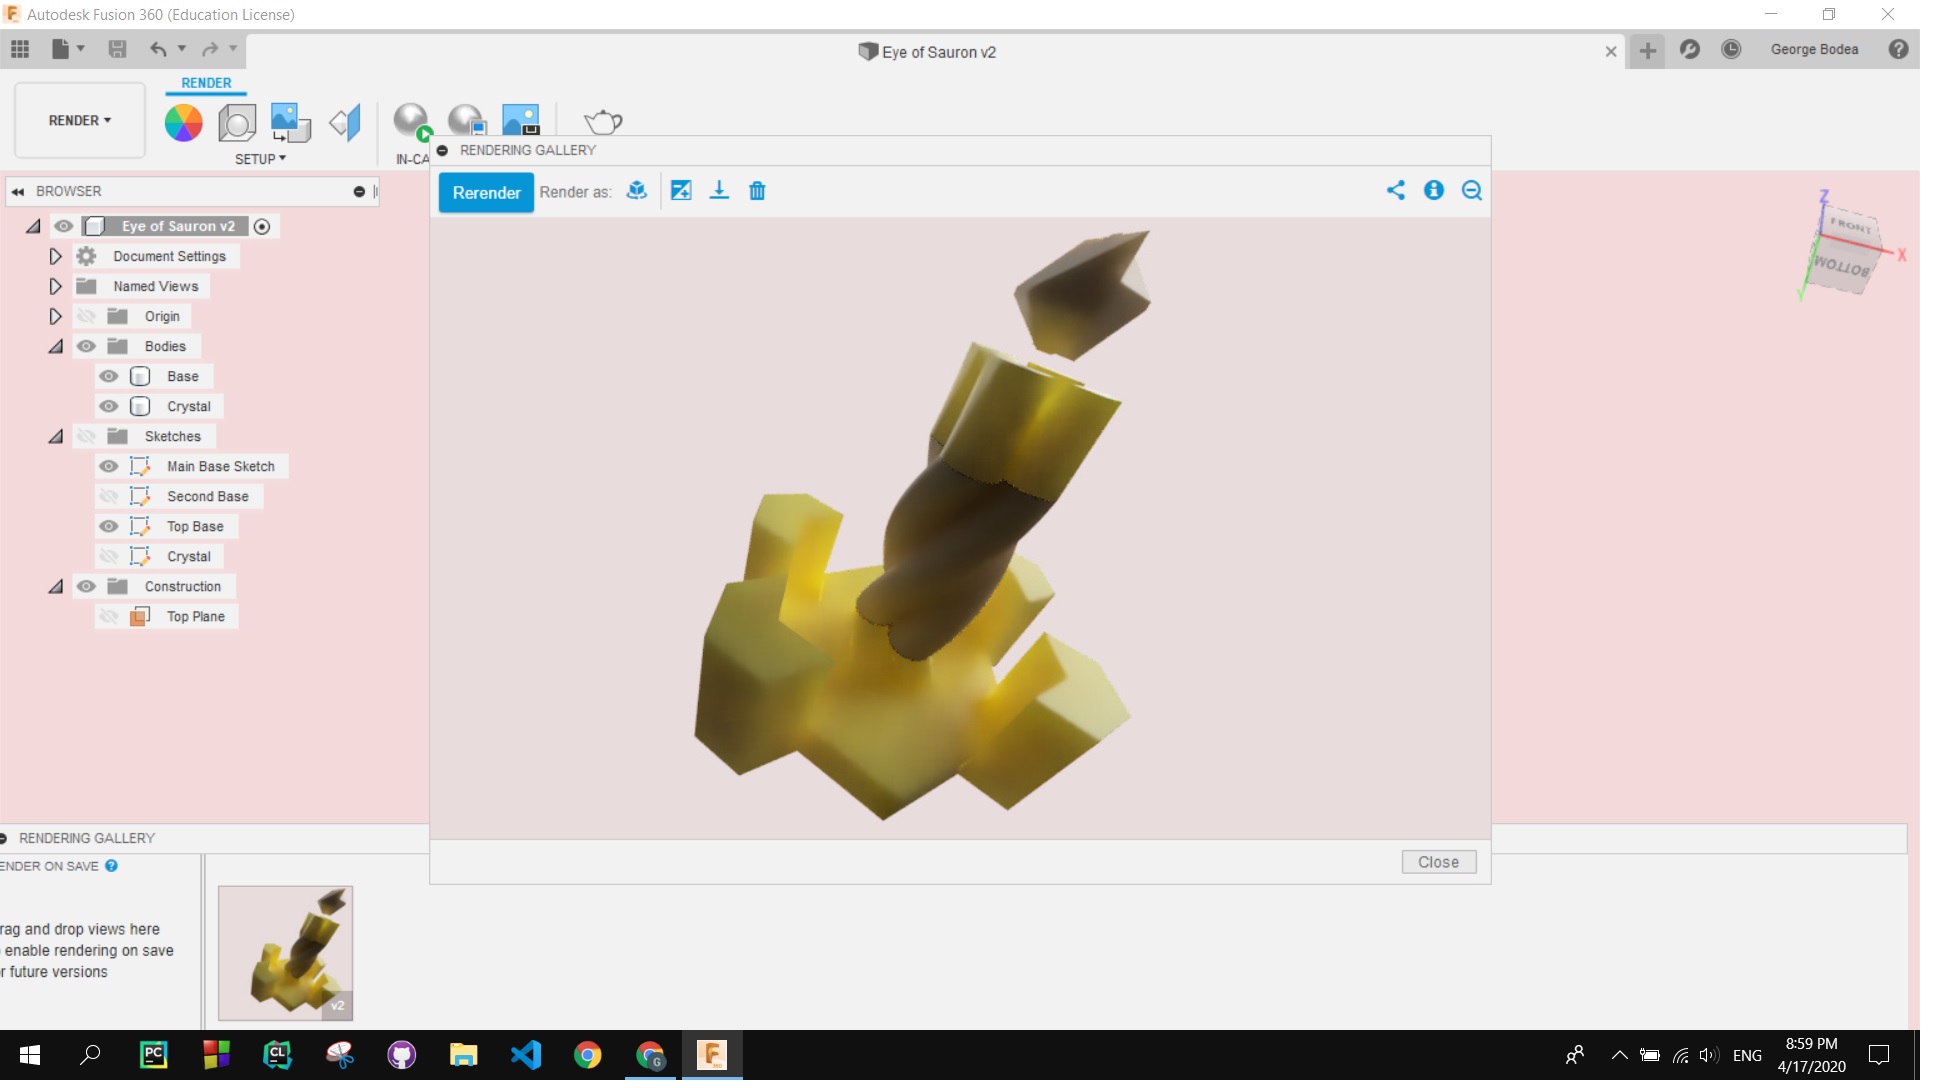 Autodesk Fusion 360 (Education License)
Eye of Sauron v2
George Bodea
RENDER
RENDER
SETUP
IN-CA
RENDERING GALLERY
Rerender
Render as:
BROWSER
Eye of Sauron v2
Document Settings
Named Views
Origin
Bodies
Base
Crystal
Sketches
Main Base Sketch
Second Base
Top Base
Crystal
Construction
Top Plane
Z
FRONT
X
BOTTOM
Y
Close
RENDERING GALLERY
ENDER ON SAVE
rag and drop views here
enable rendering on save
r future versions
v2
PC
CL
G
F
ENG
8:59 PM
4/17/2020